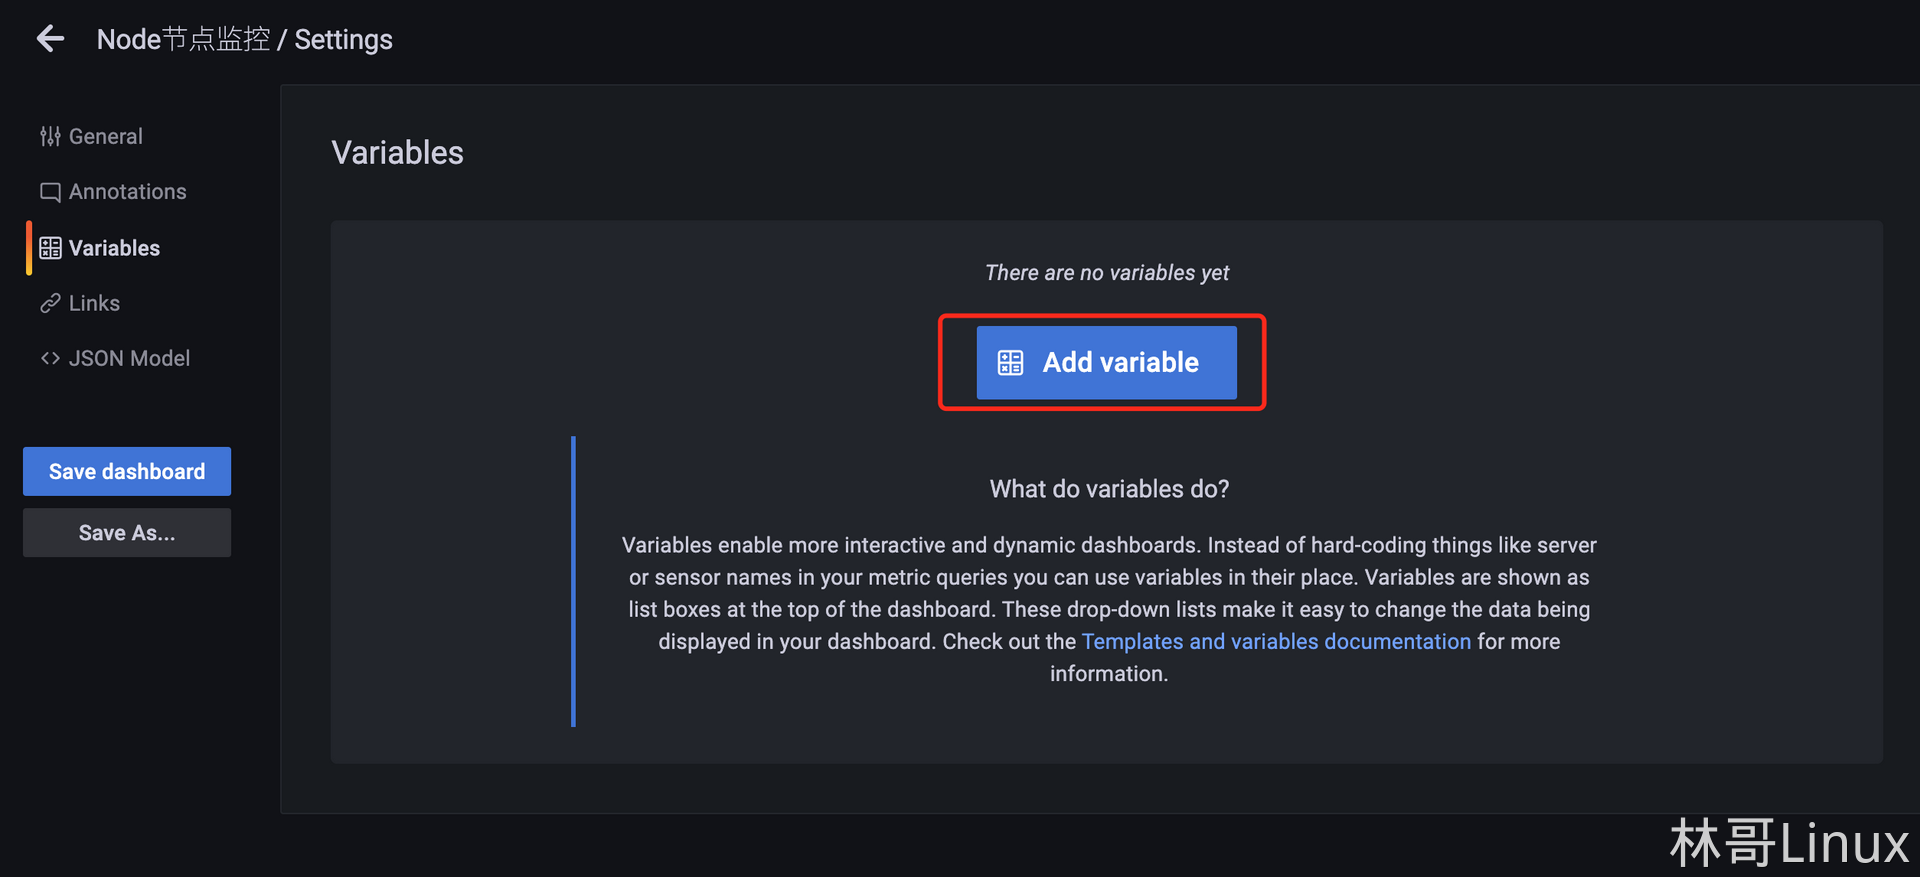 Node节点监控 / Settings
General
Annotations
Variables
Links
JSON Model
Save dashboard
Save As...
Variables
There are no variables yet
Add variable
What do variables do?
Variables enable more interactive and dynamic dashboards. Instead of hard-coding things like server
or sensor names in your metric queries you can use variables in their place. Variables are shown as
list boxes at the top of the dashboard. These drop-down lists make it easy to change the data being
displayed in your dashboard. Check out the Templates and variables documentation for more
information.
林哥Linux